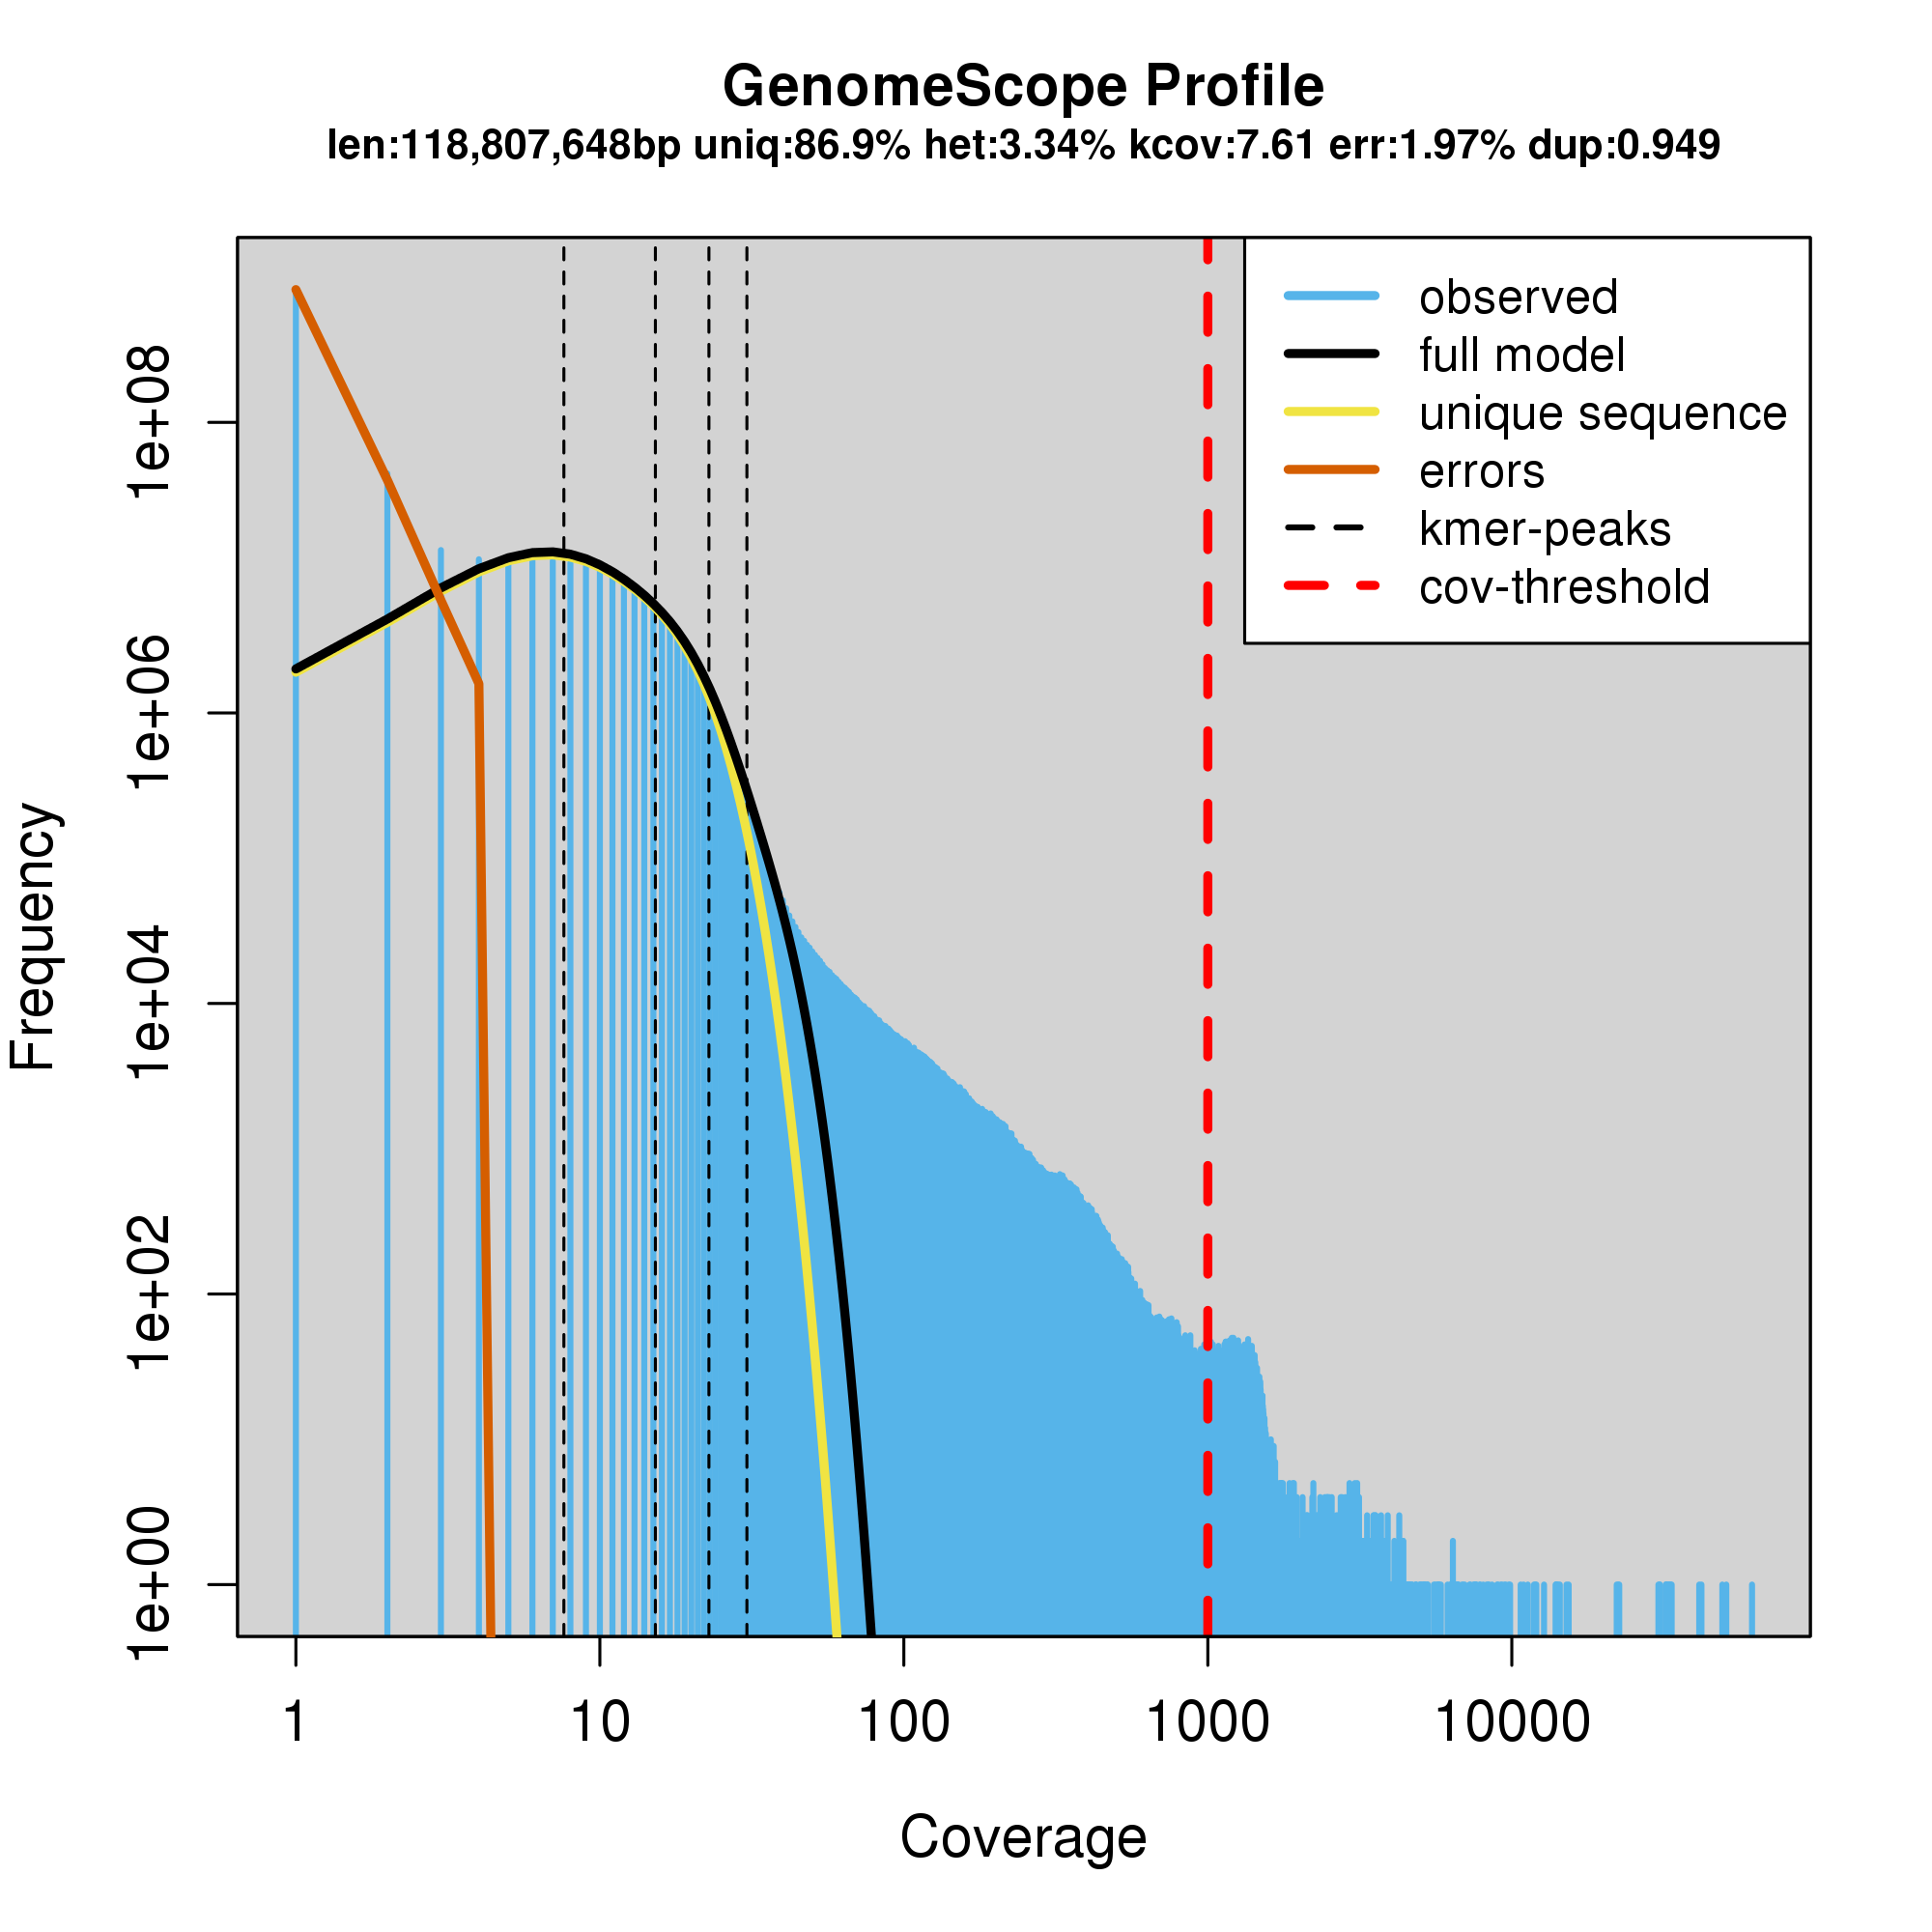 GenomeScope Profile
len:118,807,648bp uniq:86.9% het:3.34% kcov:7.61 err:1.97% dup:0.949
observed
full model
unique sequence
errors
kmer-peaks
cov-threshold
Frequency
1e+08
1e+06
1e+04
1e+02
1e+00
1 10 100 1000 10000
Coverage